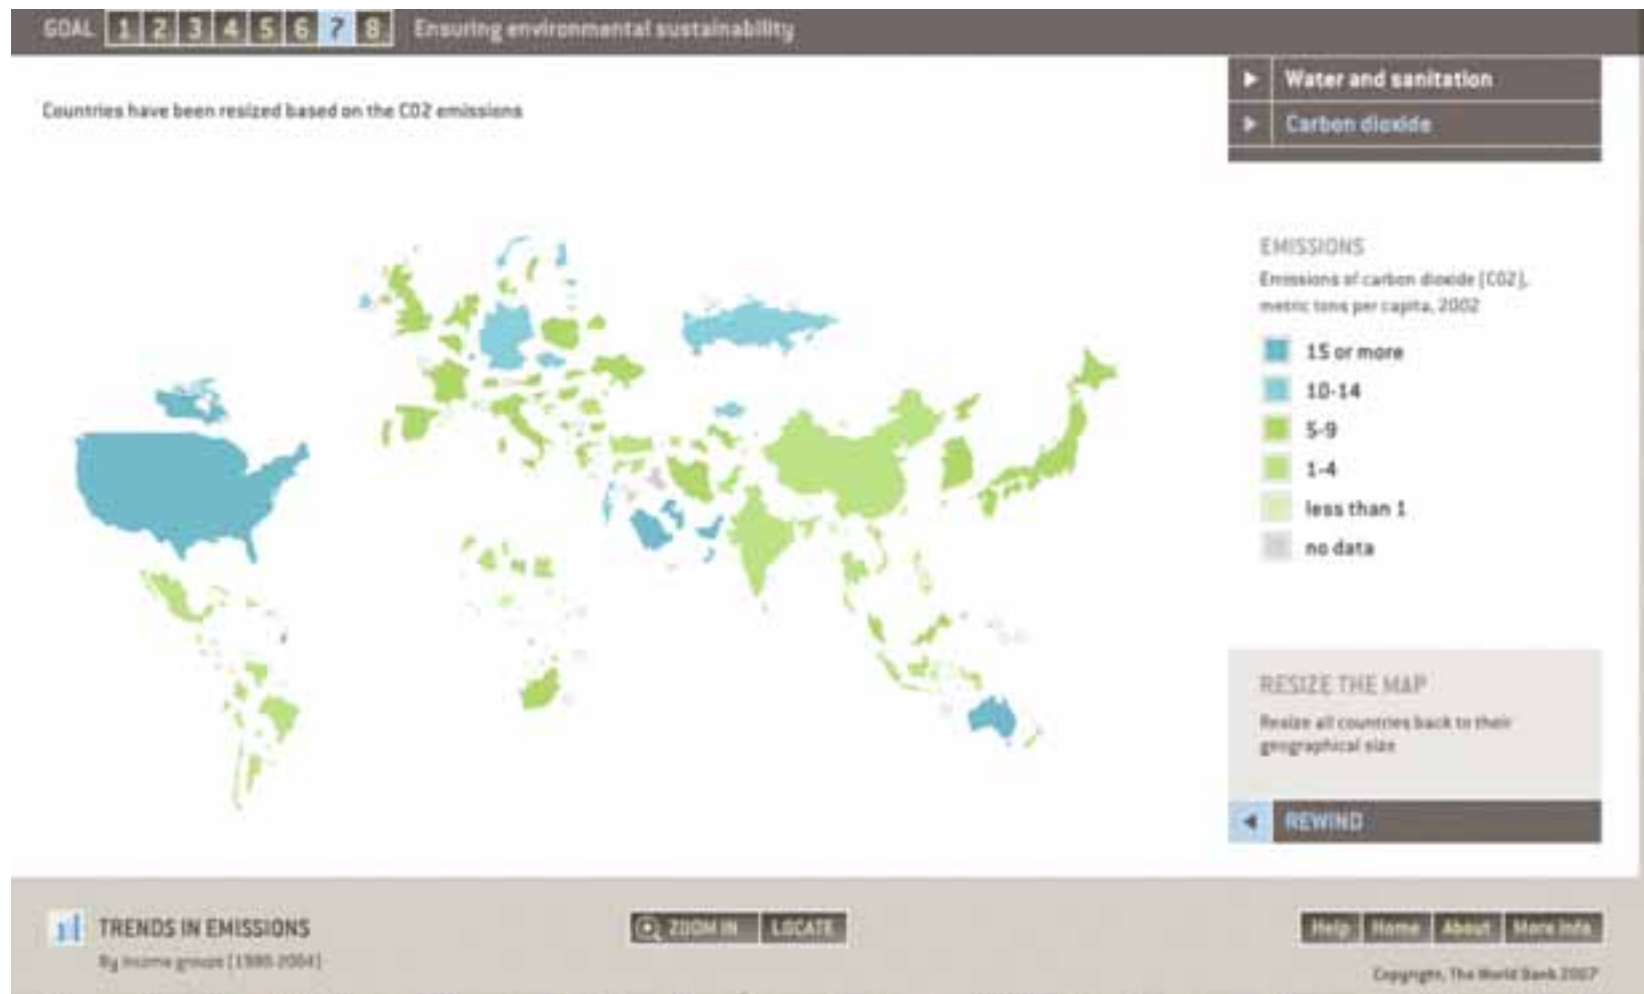 GOAL 1 2 3 4 5 6 7 8 Ensuring environmental sustainability
Water and sanitation
Carbon dioxide
Countries have been resized based on the CO2 emissions
EMISSIONS
Emissions of carbon dioxide [CO2],
metric tons per capita, 2002
15 or more
10-14
5-9
1-4
less than 1
no data
RESIZE THE MAP
Resize all countries back to their
geographical size
REWIND
TRENDS IN EMISSIONS
By income groups [1980-2004]
ZOOM IN LOCATE
Help Home About More info
Copyright, The World Bank 2007